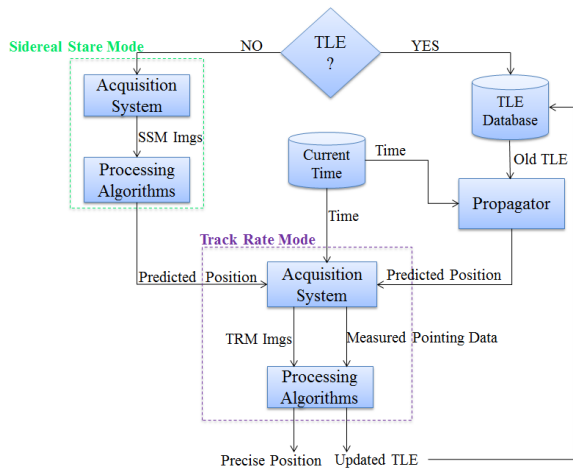 Sidereal Stare Mode
NO
TLE
?
YES
Acquisition
System
TLE
Database
SSM Imgs
Current
Time
Time
Old TLE
Processing
Algorithms
Propagator
Time
Track Rate Mode
Predicted Position
Acquisition
System
Predicted Position
TRM Imgs
Measured Pointing Data
Processing
Algorithms
Precise Position
Updated TLE